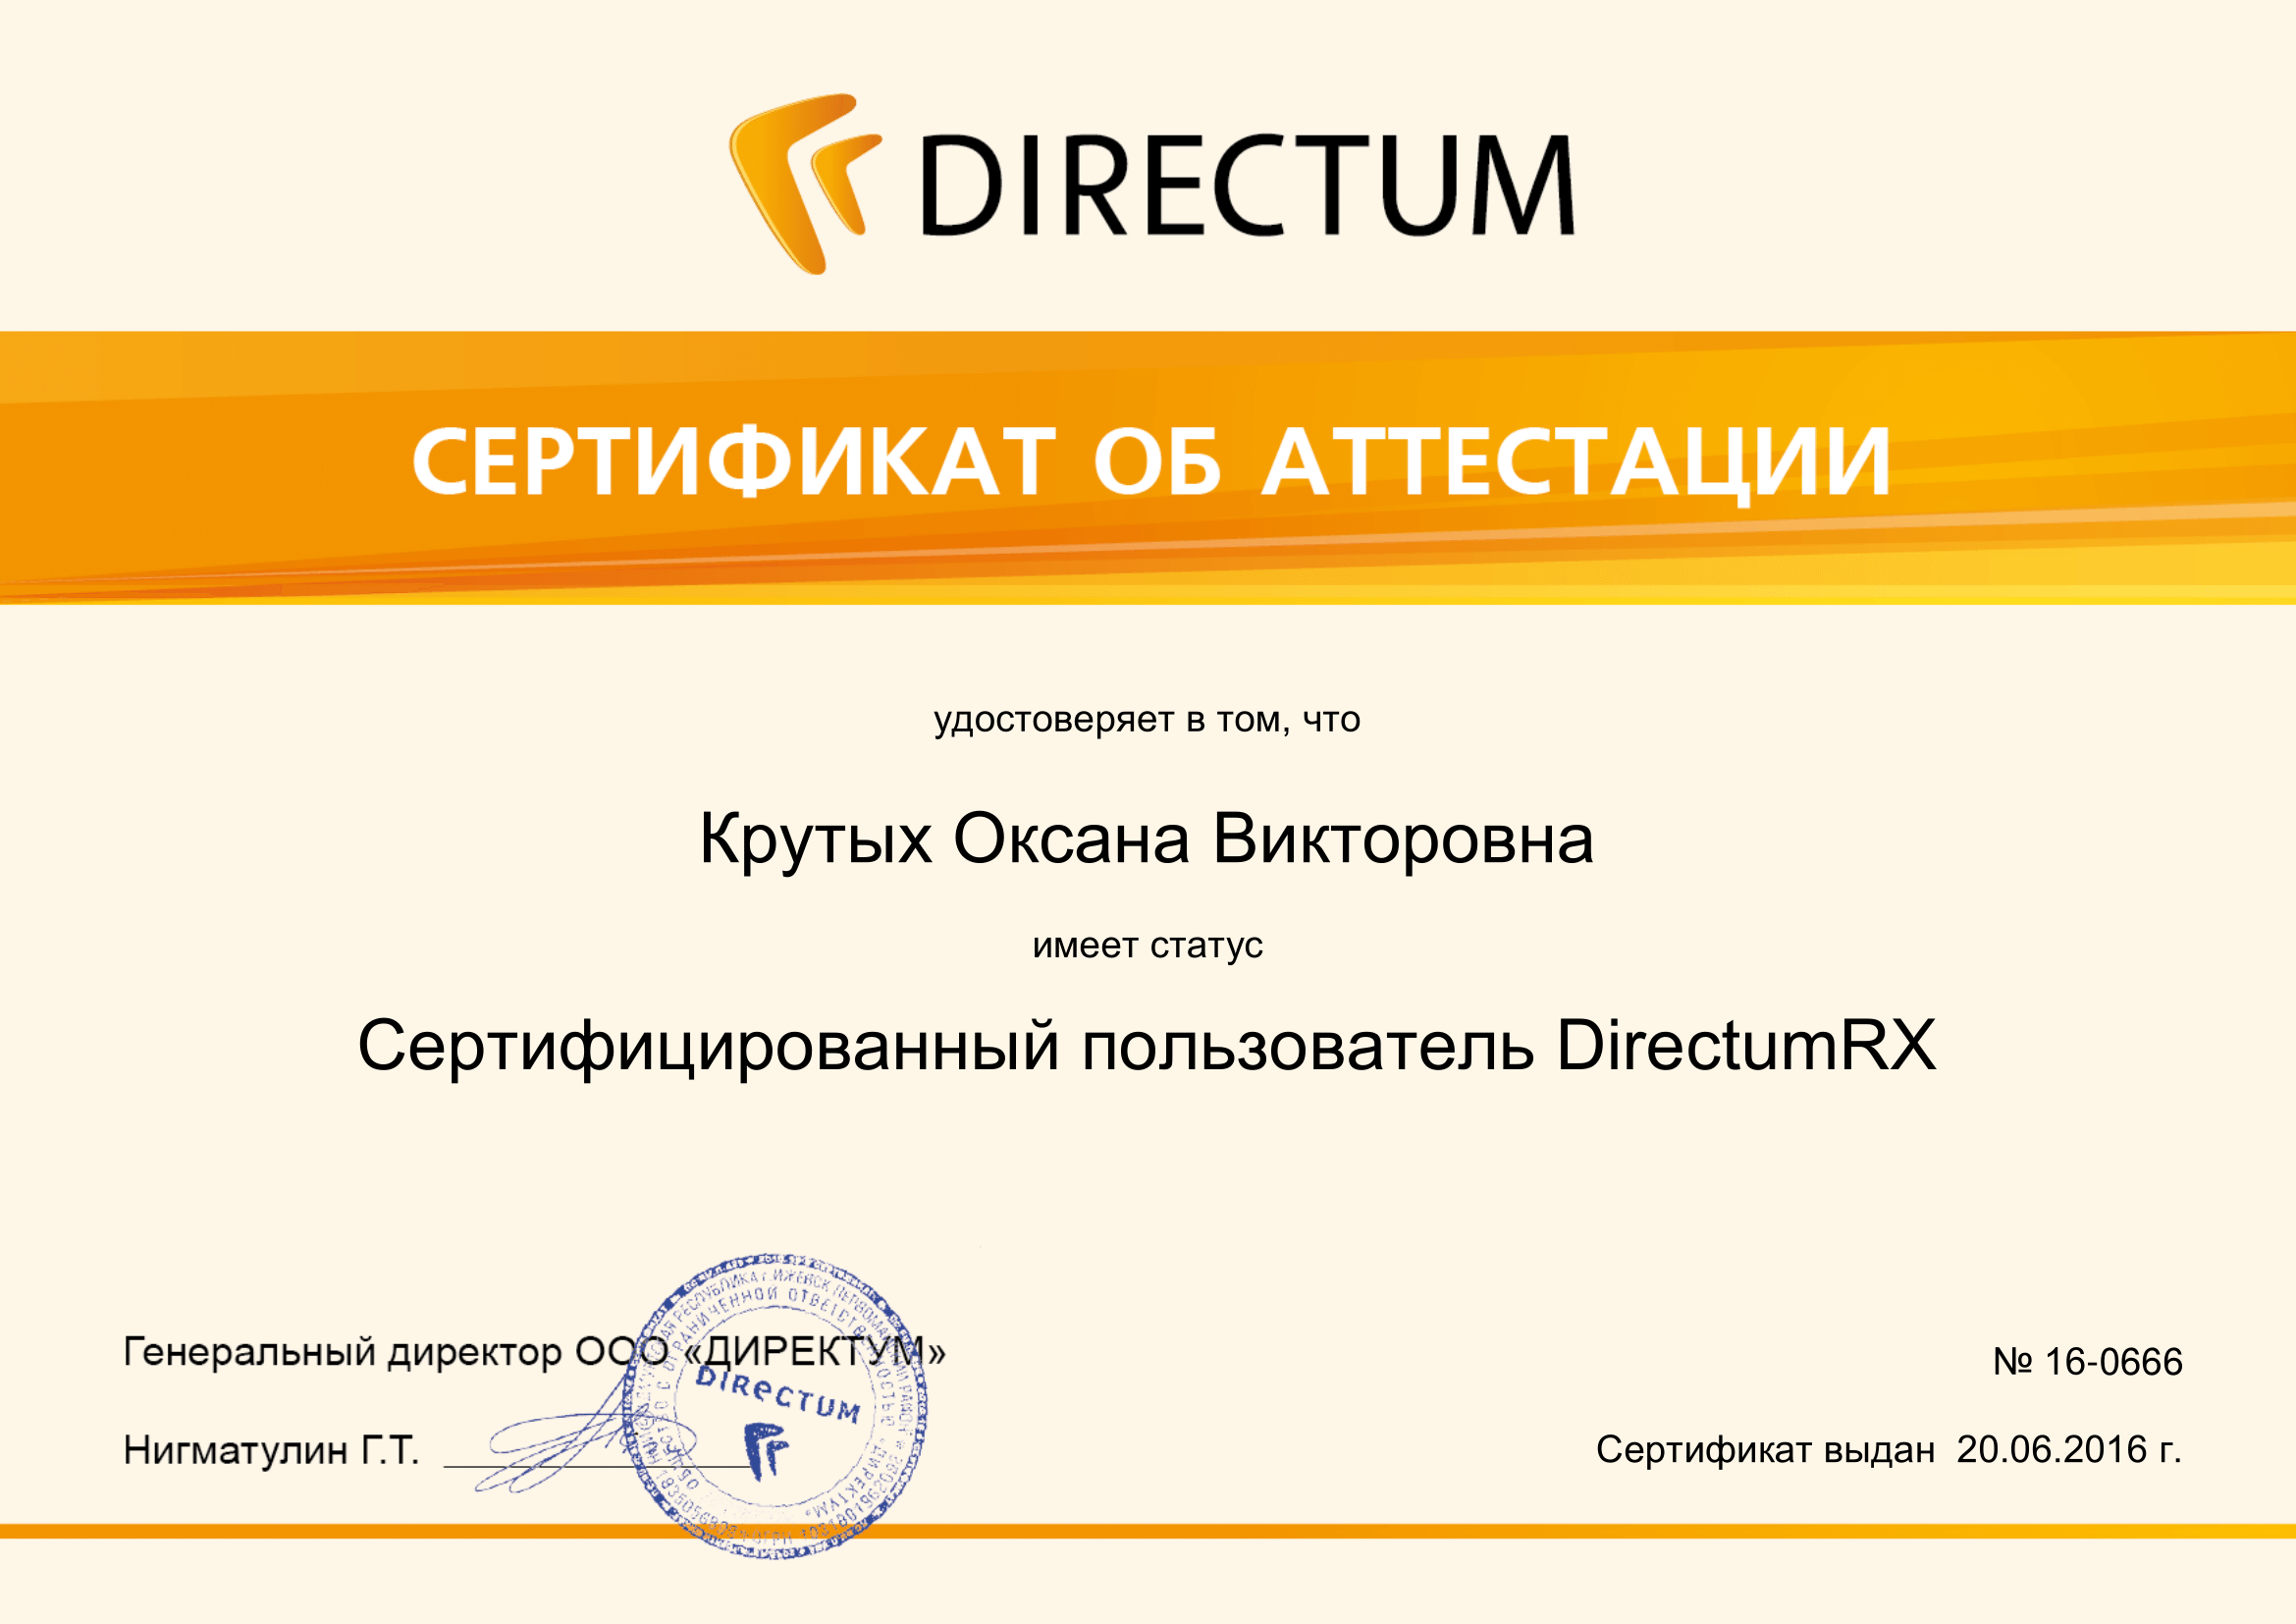 DIRECTUM
СЕРТИФИКАТ ОБ АТТЕСТАЦИИ
удостоверяет в том, что
Крутых Оксана Викторовна
имеет статус
Сертифицированный пользователь DirectumRX
Генеральный директор ООО «ДИРЕКТУМ»
№ 16-0666
Нигматулин Г.Т.
Сертификат выдан 20.06.2016 г.
DIRECTUM